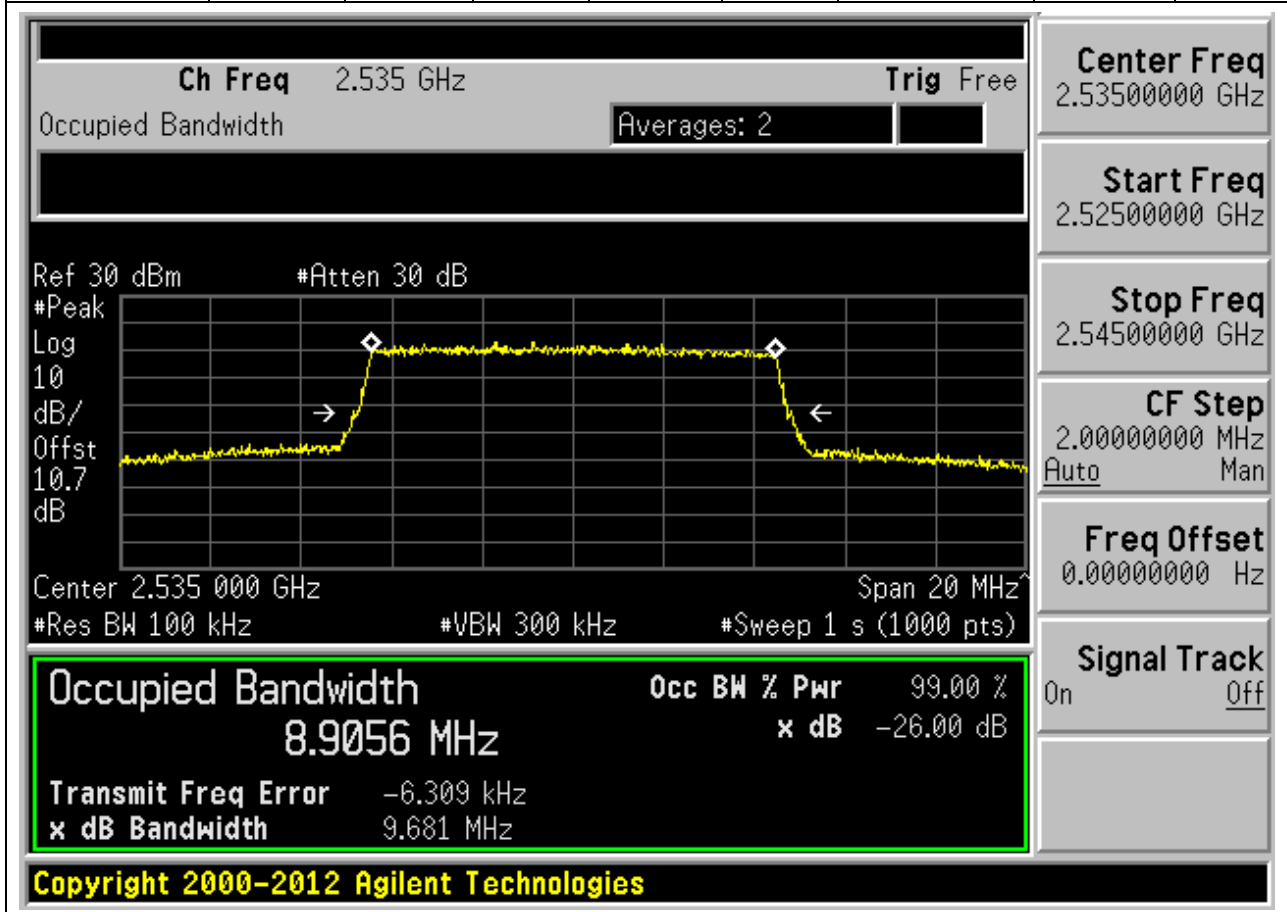 Ch Freq 2.535 GHz Trig Free
Occupied Bandwidth Averages: 2
Ref 30 dBm #Atten 30 dB
#Peak
Log
10
dB/
Offst
10.7
dB
Center 2.535 000 GHz Span 20 MHz^
#Res BW 100 kHz #VBW 300 kHz #Sweep 1 s (1000 pts)
Occupied Bandwidth Occ BW % Pwr 99.00 %
8.9056 MHz x dB -26.00 dB
Transmit Freq Error -6.309 kHz
x dB Bandwidth 9.681 MHz
Copyright 2000-2012 Agilent Technologies
Center Freq
2.53500000 GHz
Start Freq
2.52500000 GHz
Stop Freq
2.54500000 GHz
CF Step
2.00000000 MHz
Auto Man
Freq Offset
0.00000000 Hz
Signal Track
On Off